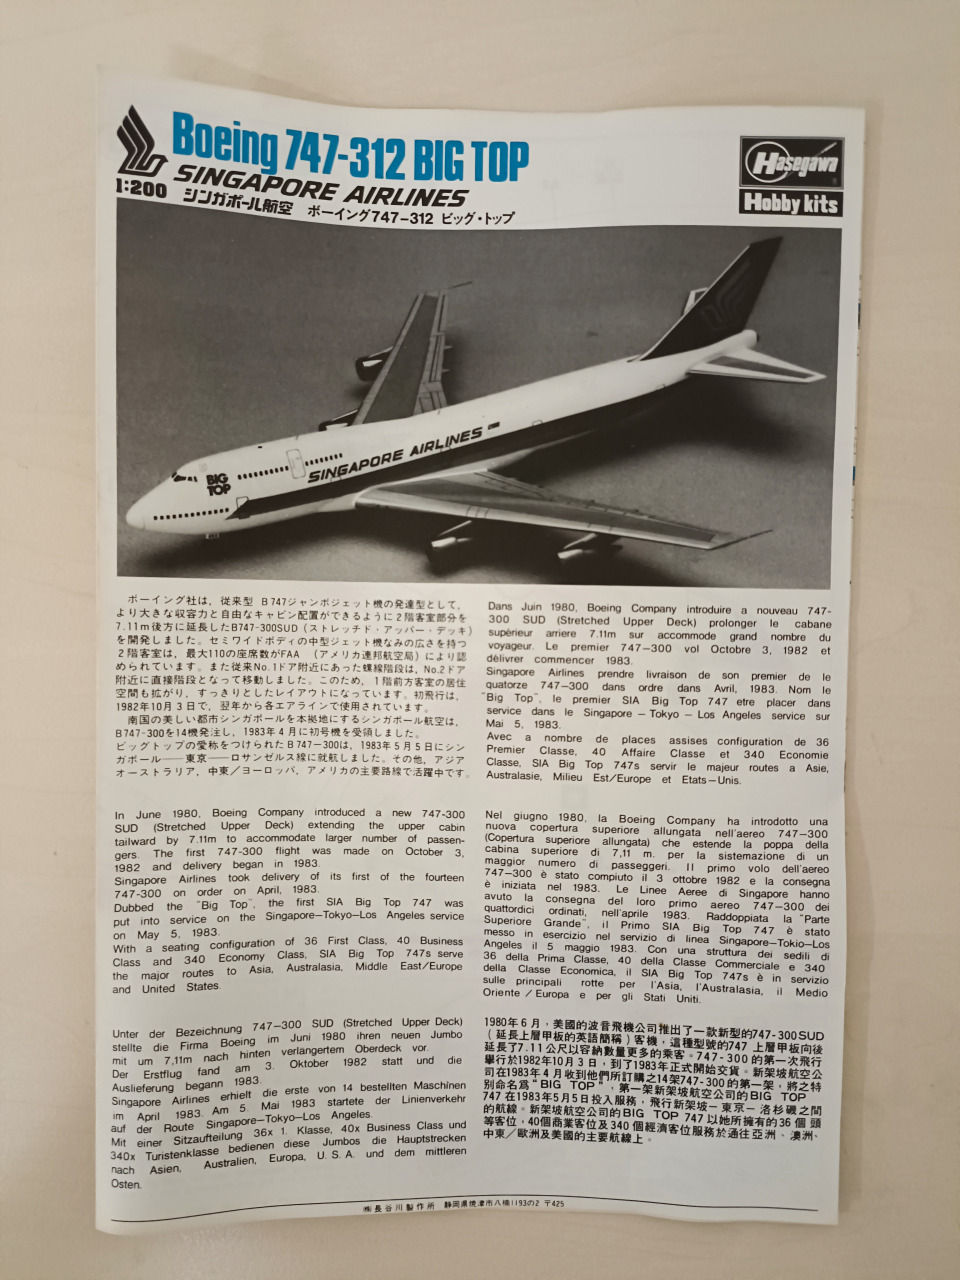 Boeing 747-312 BIG TOP
SINGAPORE AIRLINES
1:200 シンガポール航空 ボーイング747-312 ビッグ・トップ
Hasegawa
Hobby kits
BIG TOP
SINGAPORE AIRLINES
ボーイング社は，従来型 B747ジャンボジェット機の発達型として，
より大きな収容力と自由なキャビン配置ができるように2階客室部分を
7.11m後方に延長したB747-300SUD（ストレッチド・アッパー・デッキ）
を開発しました。セミワイドボディの中型ジェット機なみの広さを持つ
2階客室は，最大110の座席数がFAA （アメリカ連邦航空局）により認
められています。また従来No.1ドア附近にあった螺線階段は，No.2ドア
附近に直接階段となって移動しました。このため，1階前方客室の居住
空間も拡がり，すっきりとしたレイアウトになっています。初飛行は，
1982年10月3日で，翌年から各エアラインで使用されています。
南国の美しい都市シンガポールを本拠地にするシンガポール航空は，
B747-300を14機発注し，1983年4月に初号機を受領しました。
ビッグトップの愛称をつけられたB747-300は，1983年5月5日にシン
ガポール──東京──ロサンゼルス線に就航しました。その他，アジア
オーストラリア，中東／ヨーロッパ，アメリカの主要路線で活躍中です。
In June 1980, Boeing Company introduced a new 747-300
SUD (Stretched Upper Deck) extending the upper cabin
tailward by 7.11m to accommodate larger number of passen-
gers. The first 747-300 flight was made on October 3,
1982 and delivery began in 1983.
Singapore Airlines took delivery of its first of the fourteen
747-300 on order on April, 1983.
Dubbed the "Big Top", the first SIA Big Top 747 was
put into service on the Singapore-Tokyo-Los Angeles service
on May 5, 1983.
With a seating configuration of 36 First Class, 40 Business
Class and 340 Economy Class, SIA Big Top 747s serve
the major routes to Asia, Australasia, Middle East/Europe
and United States.
Unter der Bezeichnung 747-300 SUD (Stretched Upper Deck)
stellte die Firma Boeing im Juni 1980 ihren neuen Jumbo
mit um 7,11m nach hinten verlangertem Oberdeck vor.
Der Erstflug fand am 3. Oktober 1982 statt und die
Auslieferung begann 1983.
Singapore Airlines erhielt die erste von 14 bestellten Maschinen
im April 1983. Am 5. Mai 1983 startete der Linienverkehr
auf der Route Singapore-Tokyo-Los Angeles.
Mit einer Sitzaufteilung 36x 1. Klasse, 40x Business Class und
340x Turistenklasse bedienen diese Jumbos die Hauptstrecken
nach Asien, Australien, Europa, U.S.A. und dem mittleren
Osten.
Dans Juin 1980, Boeing Company introduire a nouveau 747-
300 SUD (Stretched Upper Deck) prolonger le cabane
supérieur arriere 7.11m sur accommode grand nombre du
voyageur. Le premier 747-300 vol Octobre 3, 1982 et
délivrer commencer 1983.
Singapore Airlines prendre livraison de son premier de le
quatorze 747-300 dans ordre dans Avril, 1983. Nom le
"Big Top", le premier SIA Big Top 747 etre placer dans
service dans le Singapore-Tokyo-Los Angeles service sur
Mai 5, 1983.
Avec a nombre de places assises configuration de 36
Premier Classe, 40 Affaire Classe et 340 Economie
Classe, SIA Big Top 747s servir le majeur routes a Asie,
Australasie, Milieu Est/Europe et Etats-Unis.
Nel giugno 1980, la Boeing Company ha introdotto una
nuova copertura superiore allungata nell'aereo 747-300
(Copertura superiore allungata) che estende la poppa della
cabina superiore di 7,11 m. per la sistemazione di un
maggior numero di passeggeri. Il primo volo dell'aereo
747-300 è stato compiuto il 3 ottobre 1982 e la consegna
è iniziata nel 1983. Le Linee Aeree di Singapore hanno
avuto la consegna del loro primo aereo 747-300 dei
quattordici ordinati, nell'aprile 1983. Raddoppiata la "Parte
Superiore Grande", il Primo SIA Big Top 747 è stato
messo in esercizio nel servizio di linea Singapore-Tokio-Los
Angeles il 5 maggio 1983. Con una struttura dei sedili di
36 della Prima Classe, 40 della Classe Commerciale e 340
della Classe Economica, il SIA Big Top 747s è in servizio
sulle principali rotte per l'Asia, l'Australasia, il Medio
Oriente / Europa e per gli Stati Uniti.
1980年6月，美國的波音飛機公司推出了一款新型的747-300SUD
（延長上層甲板的英語簡稱）客機，這種型號的747 上層甲板向後
延長了7.11公尺以容納數量更多的乘客。747-300的第一次飛行
舉行於1982年10月3日，到了1983年正式開始交貨。新架坡航空公
司在1983年4月收到他們所訂購之14架747-300的第一架，將之特
別命名爲"BIG TOP"，第一架新架坡航空公司的BIG TOP
747在1983年5月5日投入服務，飛行新架坡－東京－洛杉磯之間
的航線。新架坡航空公司的BIG TOP 747以她所擁有的36個頭
等客位，40個商業客位及340個經濟客位服務於通往亞洲、澳洲、
中東／歐洲及美國的主要航線上。
㈱長谷川製作所 静岡県焼津市八楠1193の2 〒425